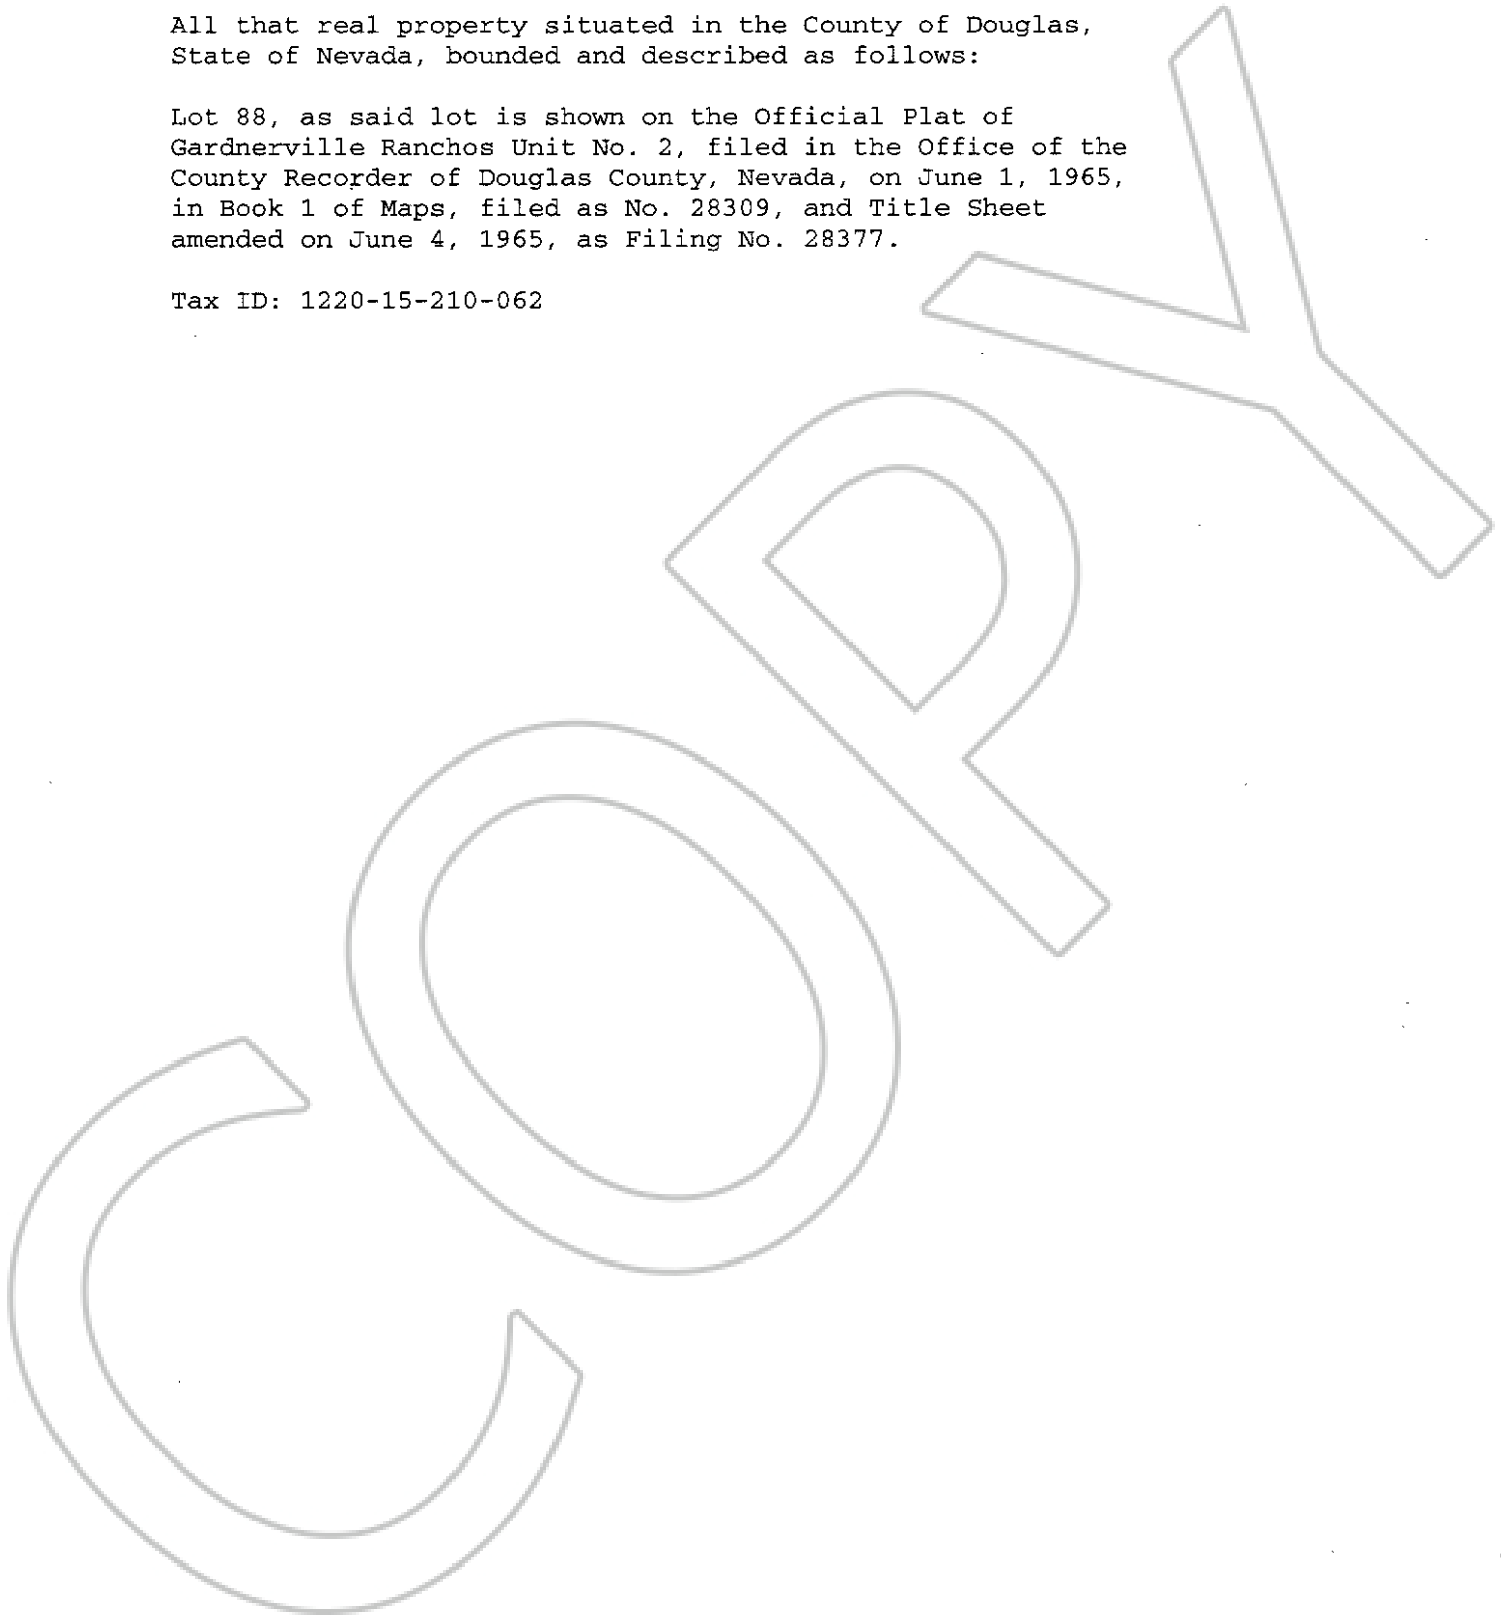 All that real property situated in the County of Douglas,
State of Nevada, bounded and described as follows:
Lot 88, as said lot is shown on the Official Plat of
Gardnerville Ranchos Unit No. 2, filed in the Office of the
County Recorder of Douglas County, Nevada, on June 1, 1965,
in Book 1 of Maps, filed as No. 28309, and Title Sheet
amended on June 4, 1965, as Filing No. 28377.
Tax ID: 1220-15-210-062
COPY